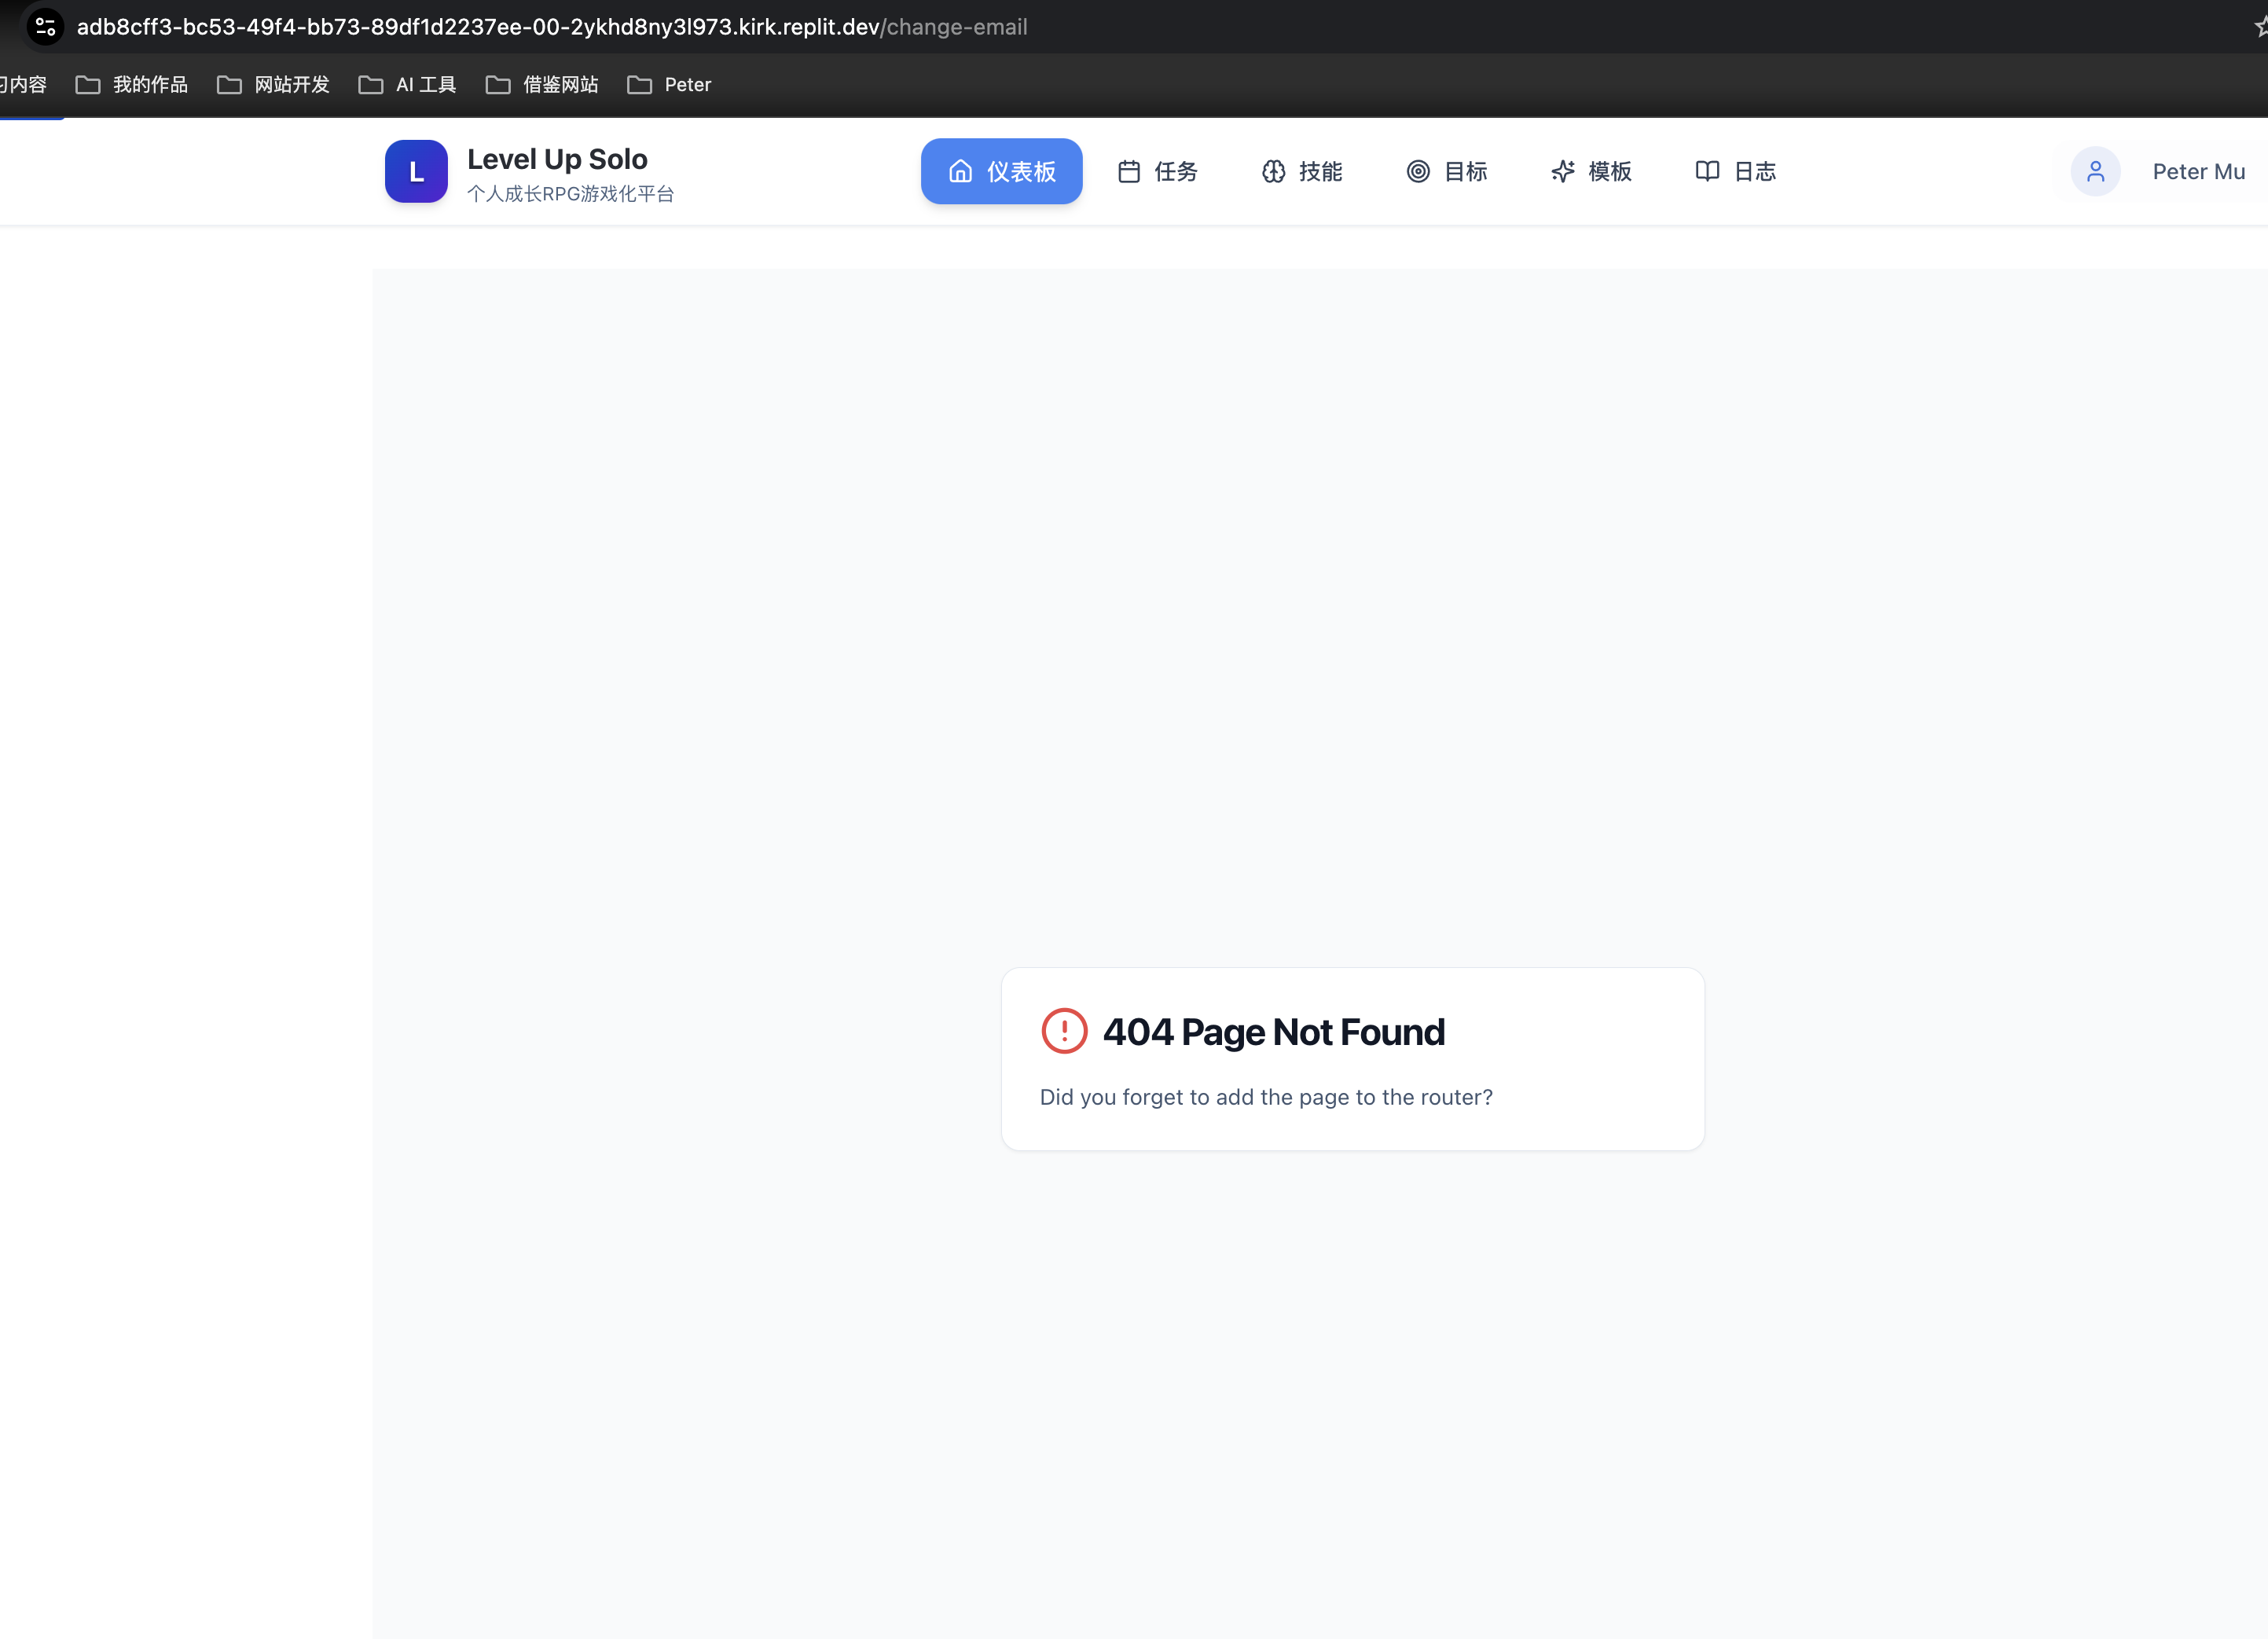 adb8cff3-bc53-49f4-bb73-89df1d2237ee-00-2ykhd8ny3l973.kirk.replit.dev/change-email
习内容 我的作品 网站开发 AI 工具 借鉴网站 Peter
L
Level Up Solo
个人成长RPG游戏化平台
仪表板 任务 技能 目标 模板 日志 Peter Mu
404 Page Not Found
Did you forget to add the page to the router?